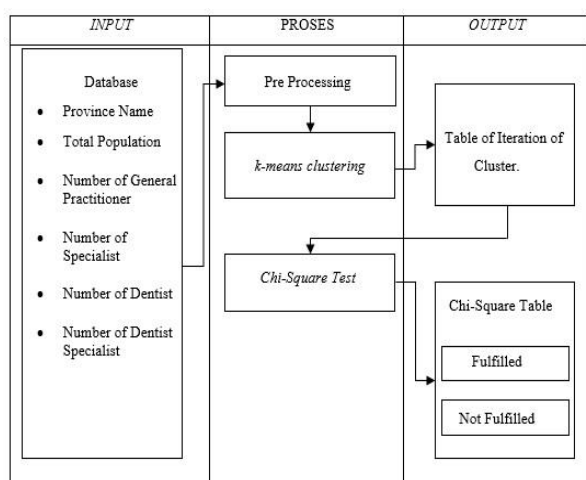 INPUT
PROSES
OUTPUT
Database
• Province Name
• Total Population
• Number of General
Practitioner
• Number of
Specialist
• Number of Dentist
• Number of Dentist
Specialist
Pre Processing
k-means clustering
Chi-Square Test
Table of Iteration of
Cluster.
Chi-Square Table
Fulfilled
Not Fulfilled